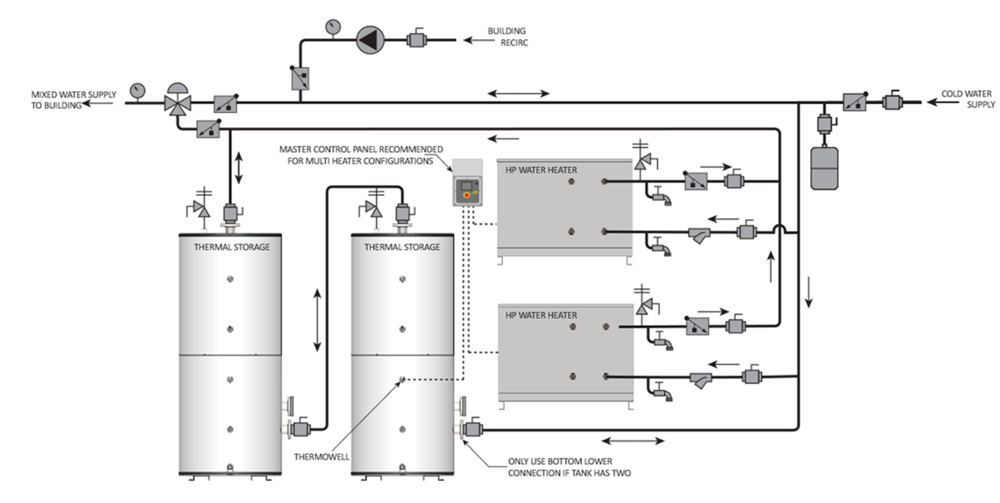 BUILDING
RECIRC
MIXED WATER SUPPLY
TO BUILDING
COLD WATER
SUPPLY
MASTER CONTROL PANEL RECOMMENDED
FOR MULTI HEATER CONFIGURATIONS
HP WATER HEATER
THERMAL STORAGE
THERMAL STORAGE
HP WATER HEATER
THERMOWELL
ONLY USE BOTTOM LOWER
CONNECTION IF TANK HAS TWO